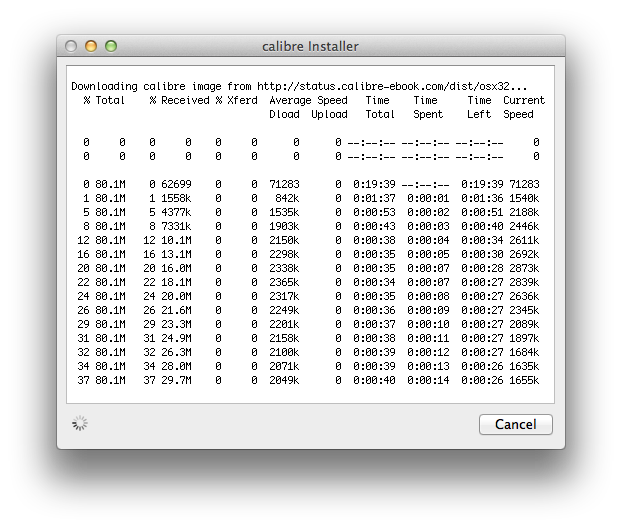 calibre Installer
Downloading calibre image from http://status.calibre-ebook.com/dist/osx32...
% Total % Received % Xferd Average Speed Time Time Time Current
Dload Upload Total Spent Left Speed
0 0 0 0 0 0 0 0 --:--:-- --:--:-- --:--:-- 0
0 0 0 0 0 0 0 0 --:--:-- --:--:-- --:--:-- 0
0 80.1M 0 62699 0 0 71283 0 0:19:39 --:--:-- 0:19:39 71283
1 80.1M 1 1558k 0 0 842k 0 0:01:37 0:00:01 0:01:36 1540k
5 80.1M 5 4377k 0 0 1535k 0 0:00:53 0:00:02 0:00:51 2188k
8 80.1M 8 7331k 0 0 1903k 0 0:00:43 0:00:03 0:00:40 2446k
12 80.1M 12 10.1M 0 0 2150k 0 0:00:38 0:00:04 0:00:34 2611k
16 80.1M 16 13.1M 0 0 2298k 0 0:00:35 0:00:05 0:00:30 2692k
20 80.1M 20 16.0M 0 0 2338k 0 0:00:35 0:00:07 0:00:28 2873k
22 80.1M 22 18.1M 0 0 2365k 0 0:00:34 0:00:07 0:00:27 2839k
24 80.1M 24 20.0M 0 0 2317k 0 0:00:35 0:00:08 0:00:27 2636k
26 80.1M 26 21.6M 0 0 2249k 0 0:00:36 0:00:09 0:00:27 2345k
29 80.1M 29 23.3M 0 0 2201k 0 0:00:37 0:00:10 0:00:27 2089k
31 80.1M 31 24.9M 0 0 2158k 0 0:00:38 0:00:11 0:00:27 1897k
32 80.1M 32 26.3M 0 0 2100k 0 0:00:39 0:00:12 0:00:27 1684k
34 80.1M 34 28.0M 0 0 2071k 0 0:00:39 0:00:13 0:00:26 1635k
37 80.1M 37 29.7M 0 0 2049k 0 0:00:40 0:00:14 0:00:26 1655k
Cancel